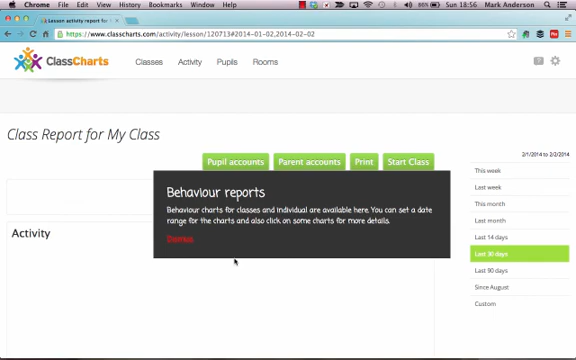 Chrome File Edit View History Bookmarks Window Help Sun 18:56 Mark Anderson
Lesson activity report for
https://www.classcharts.com/activity/lesson/120713#2014-01-02,2014-02-02
ClassCharts Classes Activity Pupils Rooms
Class Report for My Class
2/1/2014 to 2/2/2014
Pupil accounts Parent accounts Print Start Class
This week
Last week
This month
Last month
Last 14 days
Last 30 days
Last 90 days
Since August
Custom
Behaviour reports
Behaviour charts for classes and individual are available here. You can set a date
range for the charts and also click on some charts for more details.
Dismiss
Activity